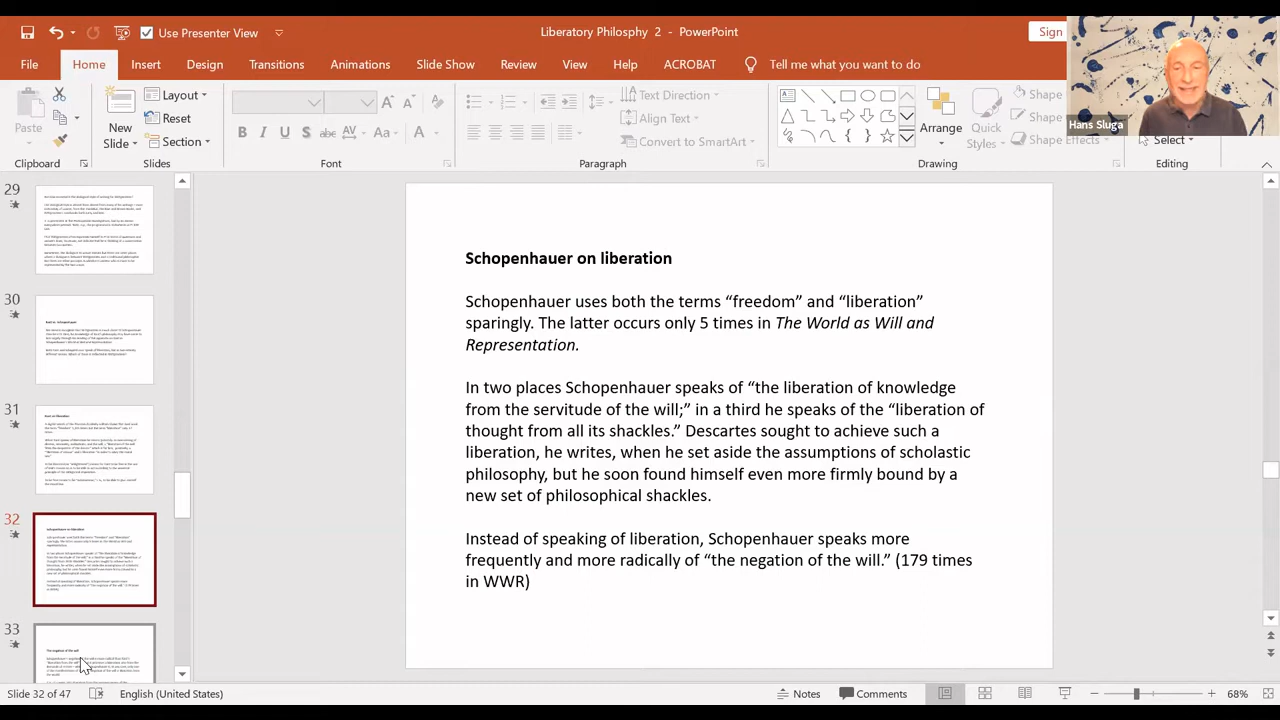 Use Presenter View
Liberatory Philosphy 2 - PowerPoint
Sign
File Home Insert Design Transitions Animations Slide Show Review View Help ACROBAT Tell me what you want to do
Paste
New Slide
Layout
Reset
Section
B I U S abc AV Aa A
Text Direction
Align Text
Convert to SmartArt
Arrange
Quick Styles
Shape
Shape Effects
Select
Hans Sluga
Clipboard Slides Font Paragraph Drawing Editing
29
30
31
32
33
Schopenhauer on liberation
Schopenhauer uses both the terms “freedom” and “liberation”
sparingly. The latter occurs only 5 times in The World as Will and
Representation.
In two places Schopenhauer speaks of “the liberation of knowledge
from the servitude of the will,” in a third he speaks of the “liberation of
thought from all its shackles.” Descartes sought to achieve such a
liberation, he writes, when he set aside the assumptions of scholastic
philosophy, but he soon found himself even more firmly bound by a
new set of philosophical shackles.
Instead of speaking of liberation, Schopenhauer speaks more
frequently and more radically of “the negation of the will.” (179 times
in WWR)
Slide 32 of 47 English (United States) Notes Comments 68%